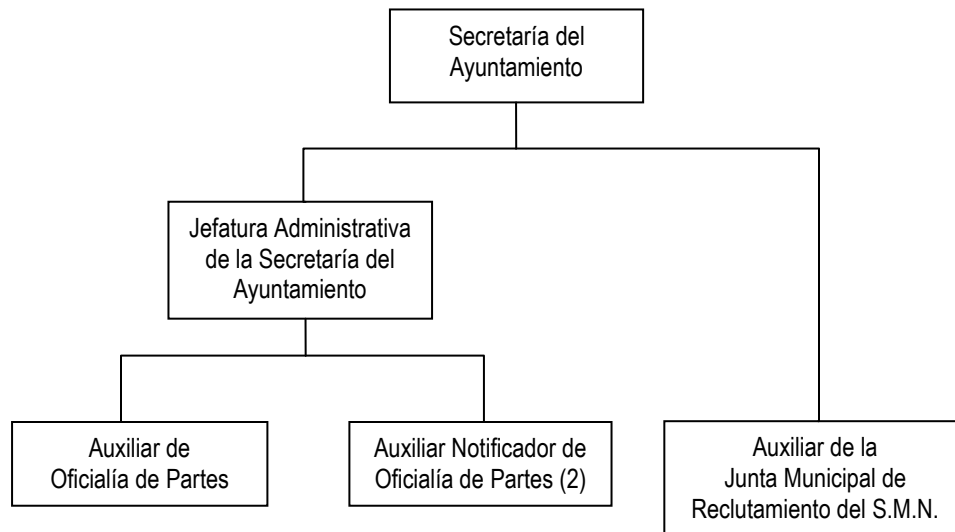 Secretaría del
Ayuntamiento
Jefatura Administrativa
de la Secretaría del
Ayuntamiento
Auxiliar de
Oficialía de Partes
Auxiliar Notificador de
Oficialía de Partes (2)
Auxiliar de la
Junta Municipal de
Reclutamiento del S.M.N.